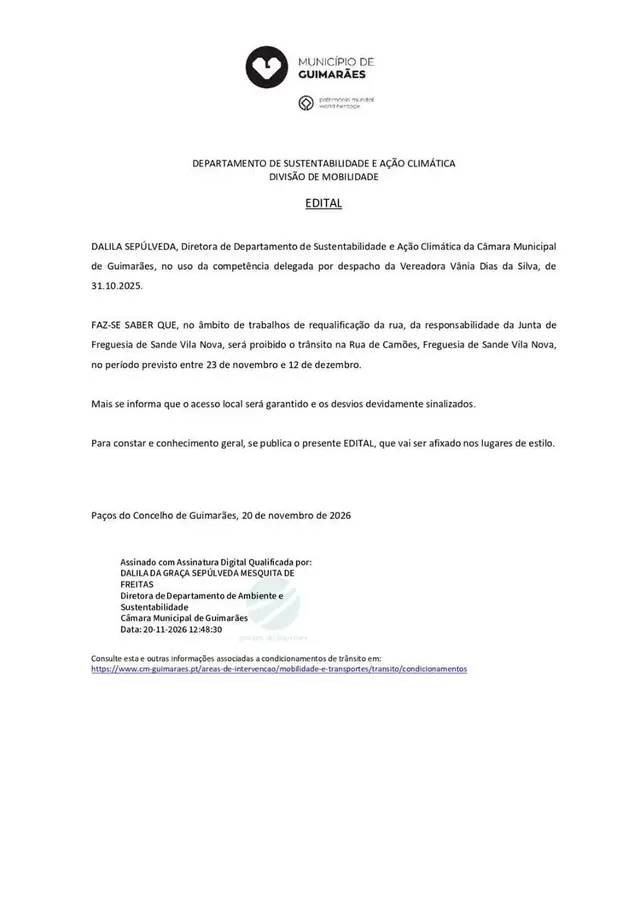 MUNICÍPIO DE
GUIMARÃES
património mundial
world heritage
DEPARTAMENTO DE SUSTENTABILIDADE E AÇÃO CLIMÁTICA
DIVISÃO DE MOBILIDADE
EDITAL
DALILA SEPÚLVEDA, Diretora de Departamento de Sustentabilidade e Ação Climática da Câmara Municipal
de Guimarães, no uso da competência delegada por despacho da Vereadora Vânia Dias da Silva, de
31.10.2025.
FAZ-SE SABER QUE, no âmbito de trabalhos de requalificação da rua, da responsabilidade da Junta de
Freguesia de Sande Vila Nova, será proibido o trânsito na Rua de Camões, Freguesia de Sande Vila Nova,
no período previsto entre 23 de novembro e 12 de dezembro.
Mais se informa que o acesso local será garantido e os desvios devidamente sinalizados.
Para constar e conhecimento geral, se publica o presente EDITAL, que vai ser afixado nos lugares de estilo.
Paços do Concelho de Guimarães, 20 de novembro de 2026
Assinado com Assinatura Digital Qualificada por:
DALILA DA GRAÇA SEPÚLVEDA MESQUITA DE
FREITAS
Diretora de Departamento de Ambiente e
Sustentabilidade
Câmara Municipal de Guimarães
Data: 20-11-2026 12:48:30
Consulte esta e outras informações associadas a condicionamentos de trânsito em:
https://www.cm-guimaraes.pt/areas-de-intervencao/mobilidade-e-transportes/transito/condicionamentos